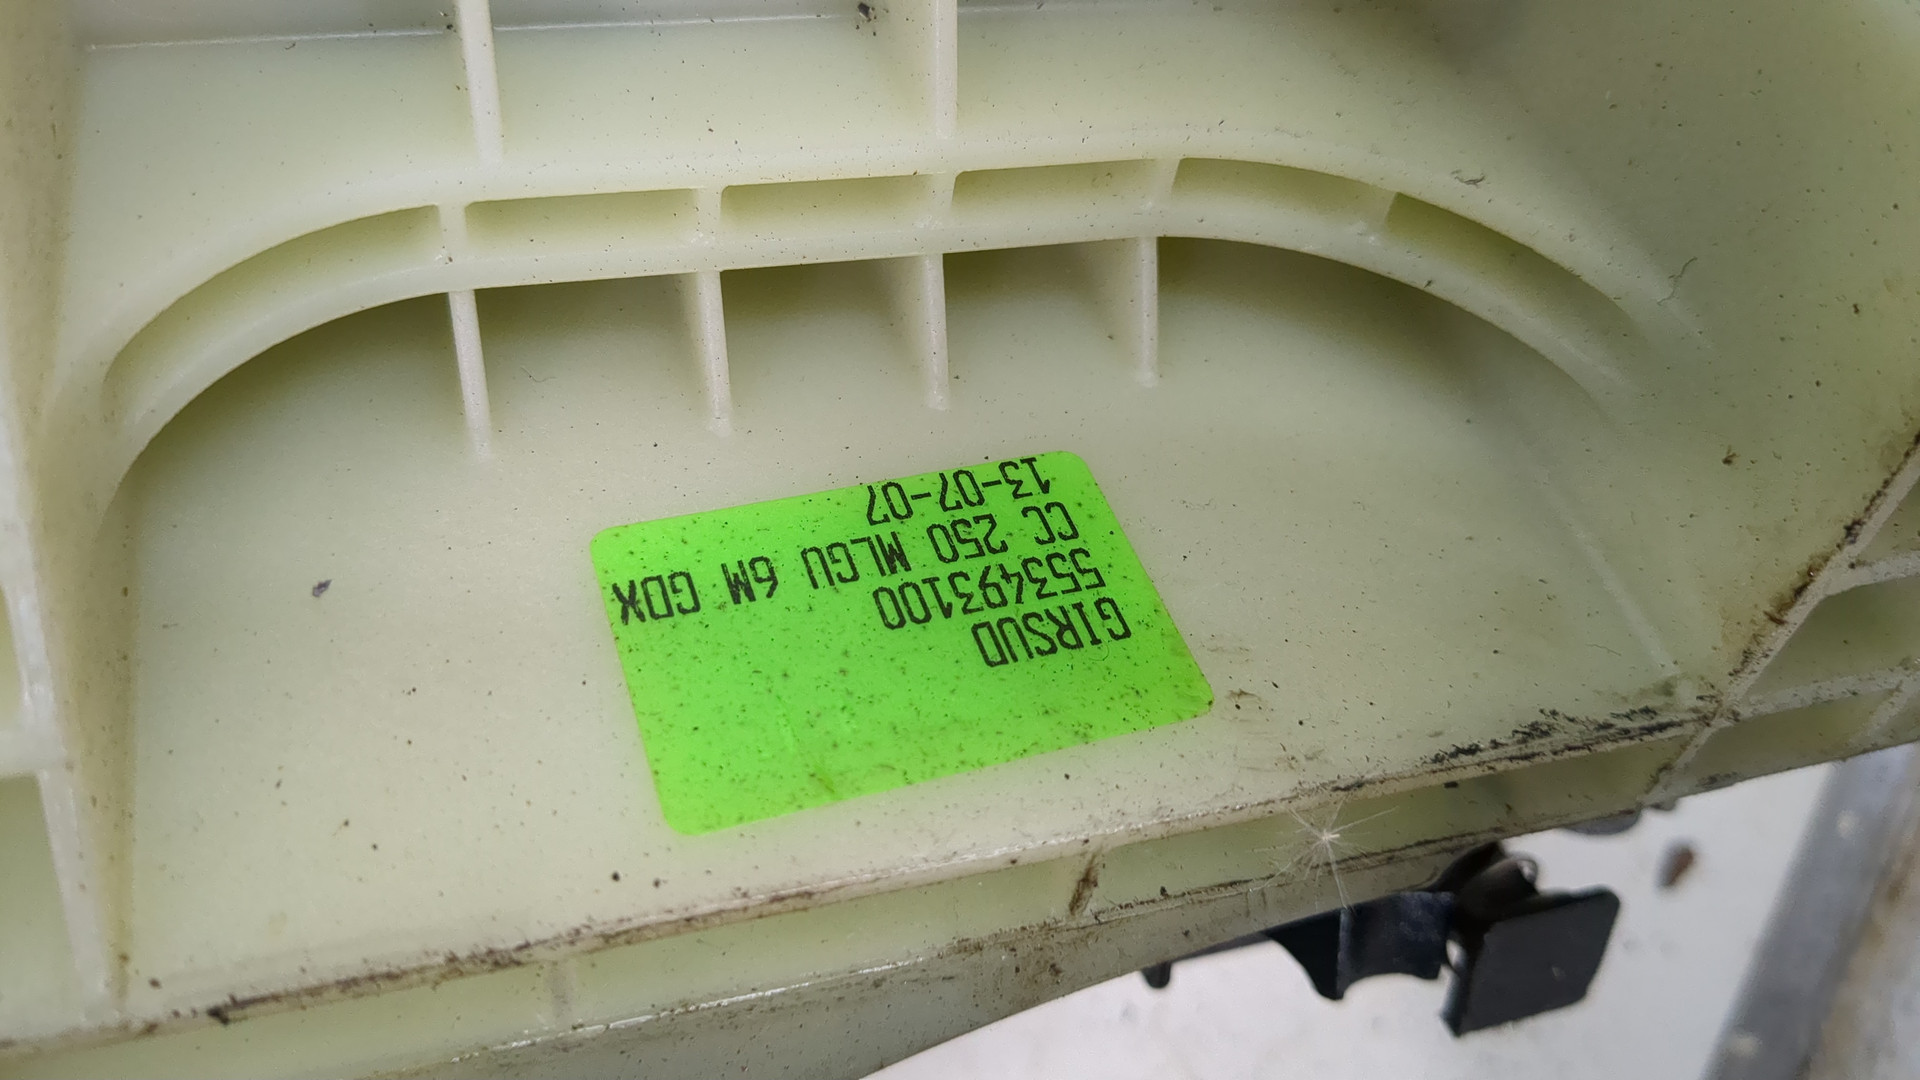 GIRSUD
553493100
CC 250 MLGU 6M GDX
13-07-07